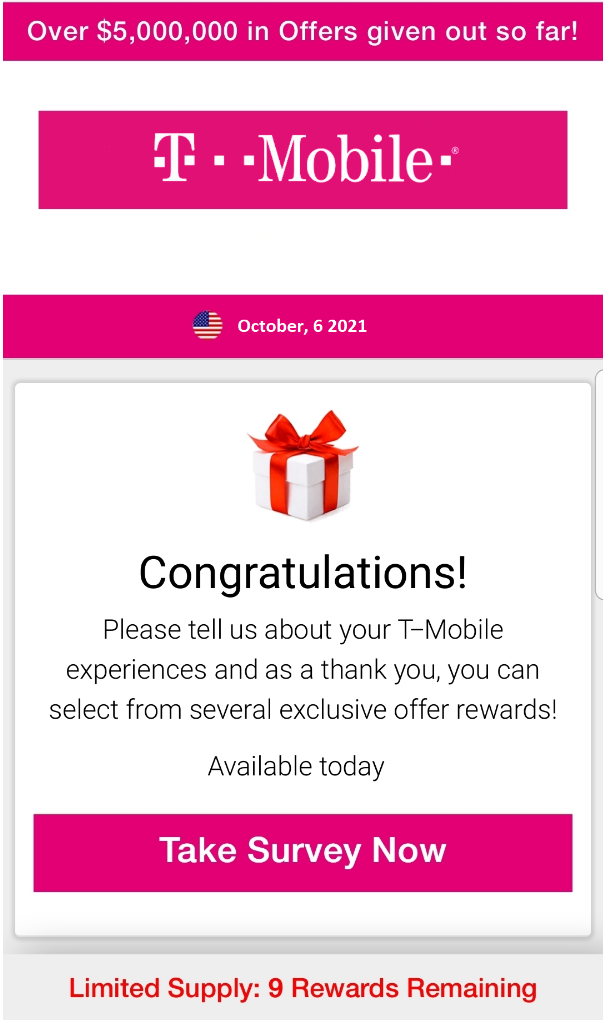 Over $5,000,000 in Offers given out so far!
T··Mobile·®
October, 6 2021
Congratulations!
Please tell us about your T–Mobile
experiences and as a thank you, you can
select from several exclusive offer rewards!
Available today
Take Survey Now
Limited Supply: 9 Rewards Remaining